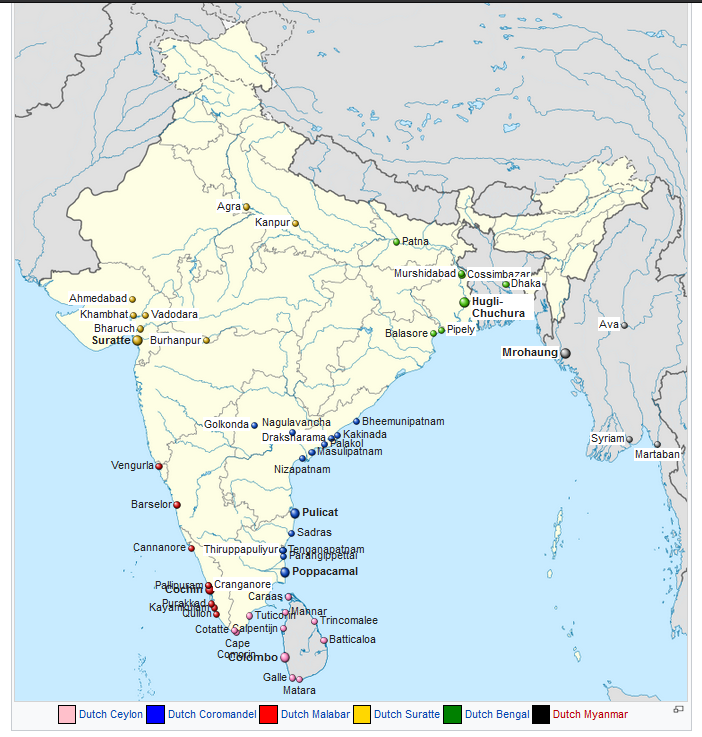 Agra
Kanpur
Patna
Murshidabad
Cossimbazar
Dhaka
Ahmedabad
Khambhat
Vadodara
Hugli-
Chuchura
Bharuch
Suratte
Burhanpur
Balasore
Pipely
Ava
Mrohaung
Golkonda
Nagulavancha
Bheemunipatnam
Draksharama
Kakinada
Palakol
Masulipatnam
Nizapatnam
Syriam
Martaban
Vengurla
Barselor
Pulicat
Sadras
Cannanore
Thiruppapuliyur
Tenganapatnam
Parangippettai
Poppacamal
Pallipuram
Cranganore
Cochin
Caraas
Purakkad
Kayamkulam
Quilon
Tuticorin
Mannar
Trincomalee
Cotatte
Calpentijn
Batticaloa
Cape
Comorin
Colombo
Galle
Matara
Dutch Ceylon
Dutch Coromandel
Dutch Malabar
Dutch Suratte
Dutch Bengal
Dutch Myanmar